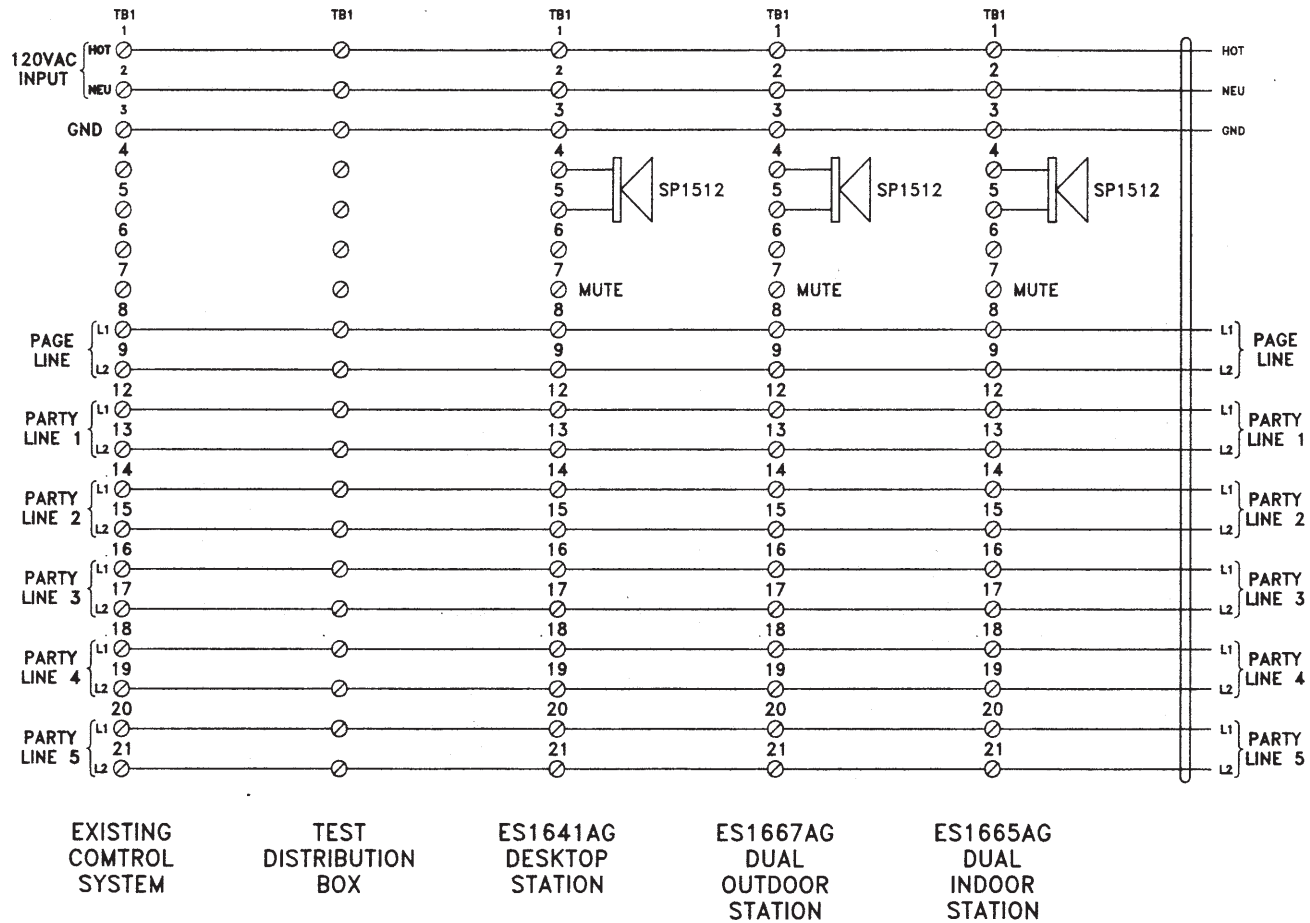 TB1 TB1 TB1 TB1 TB1
1 1 1 1
120VAC INPUT HOT HOT
2 2 2 2
NEU NEU
3 3 3 3
GND GND
4 4 4 4
SP1512 SP1512 SP1512
5 5 5 5
6 6 6 6
7 7 7 7
MUTE MUTE MUTE
8 8 8 8
L1 L1
PAGE LINE 9 9 9 9 PAGE LINE
L2 L2
12 12 12 12
L1 L1
PARTY LINE 1 13 13 13 13 PARTY LINE 1
L2 L2
14 14 14 14
L1 L1
PARTY LINE 2 15 15 15 15 PARTY LINE 2
L2 L2
16 16 16 16
L1 L1
PARTY LINE 3 17 17 17 17 PARTY LINE 3
L2 L2
18 18 18 18
L1 L1
PARTY LINE 4 19 19 19 19 PARTY LINE 4
L2 L2
20 20 20 20
L1 L1
PARTY LINE 5 21 21 21 21 PARTY LINE 5
L2 L2
EXISTING
COMTROL
SYSTEM
TEST
DISTRIBUTION
BOX
ES1641AG
DESKTOP
STATION
ES1667AG
DUAL
OUTDOOR
STATION
ES1665AG
DUAL
INDOOR
STATION